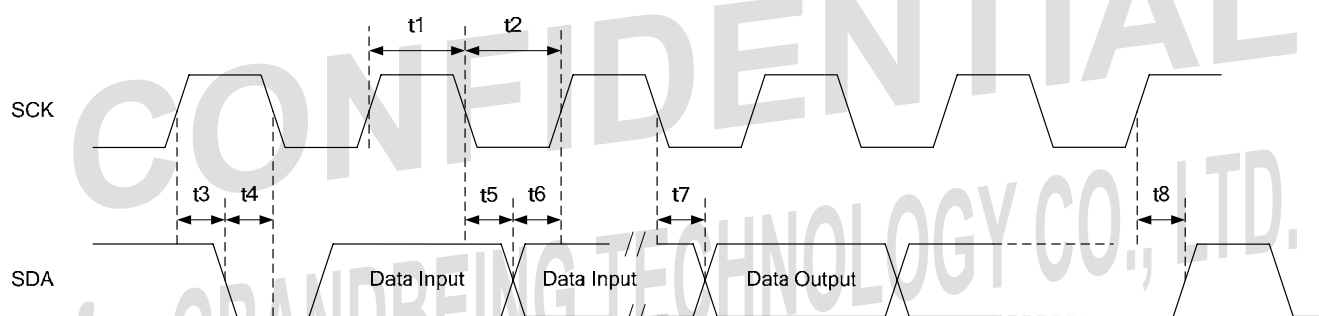 CONFIDENTIAL
t1 t2
SCK
t3 t4 t5 t6 t7 t8
GRANDBEING TECHNOLOGY CO., LTD.
SDA Data Input Data Input Data Output